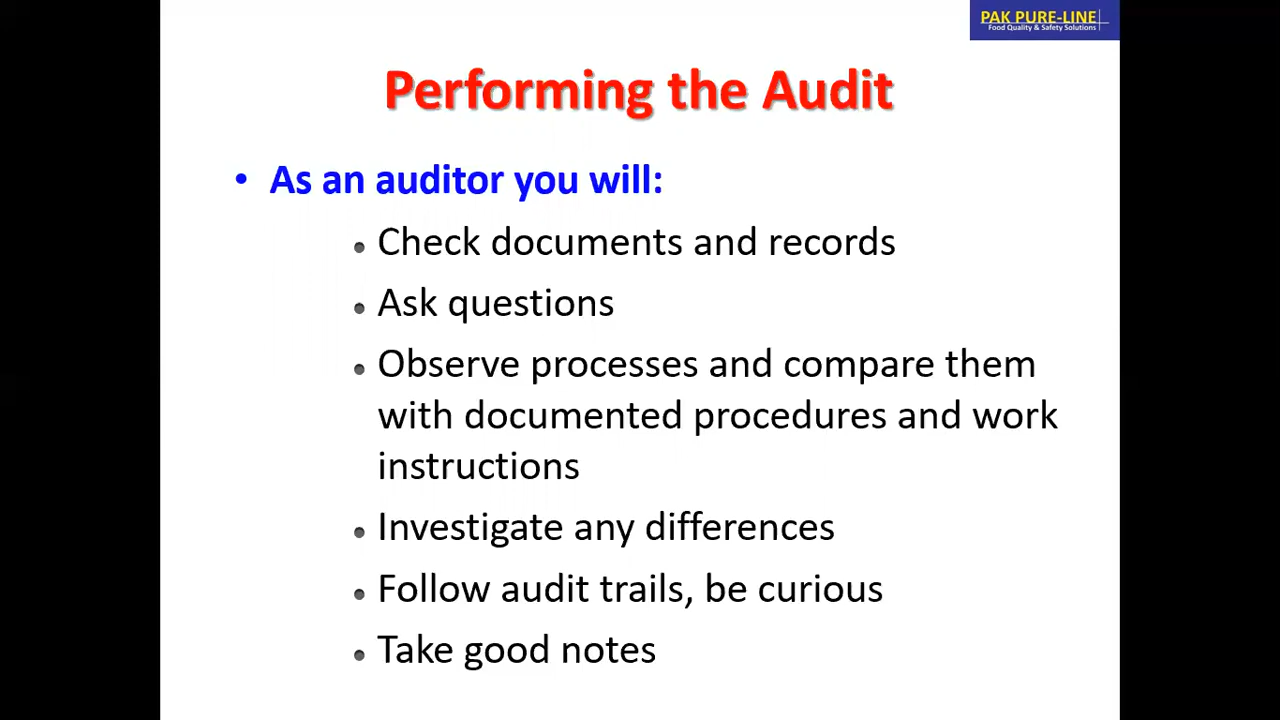 PAK PURE-LINE
Food Quality & Safety Solutions
Performing the Audit
• As an auditor you will:
• Check documents and records
• Ask questions
• Observe processes and compare them
with documented procedures and work
instructions
• Investigate any differences
• Follow audit trails, be curious
• Take good notes